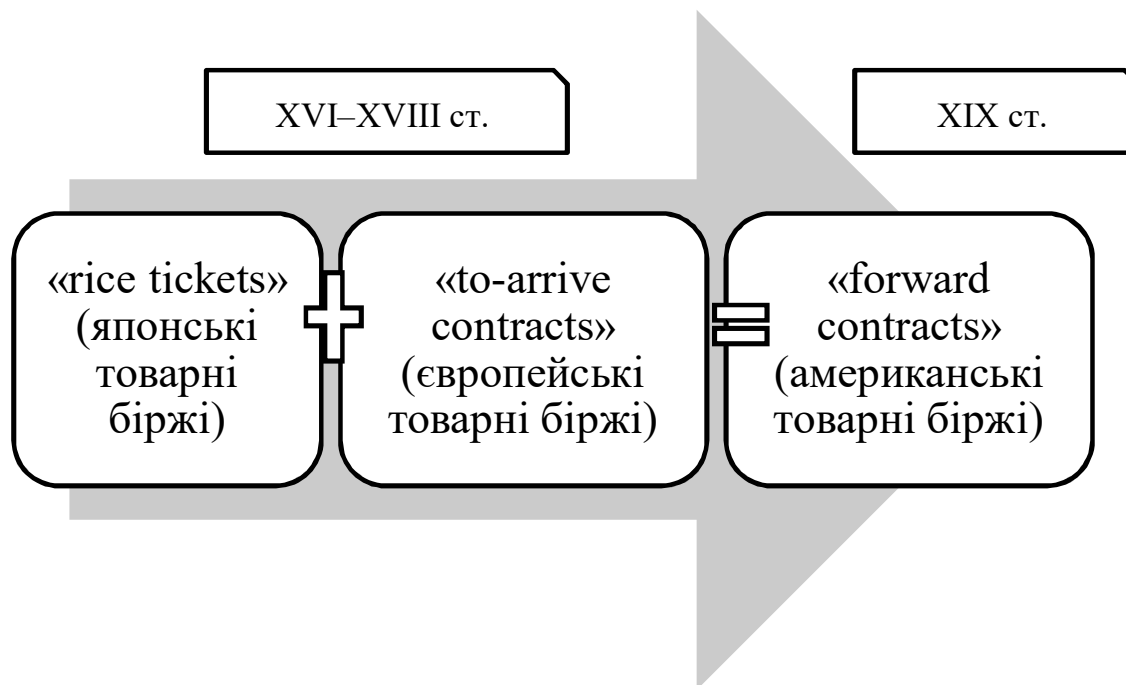 XVI–XVIII ст.
XIX ст.
«rice tickets»
(японські
товарні
біржі)
«to-arrive
contracts»
(європейські
товарні біржі)
«forward
contracts»
(американські
товарні біржі)